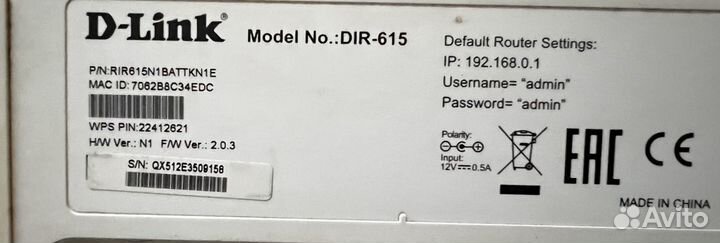 D-Link
Model No.:DIR-615
P/N:RIR615N1BATTKN1E
MAC ID:7062B8C34EDC
WPS PIN:22412621
H/W Ver.: N1 F/W Ver.: 2.0.3
S/N: QX512E3509156
Default Router Settings:
IP: 192.168.0.1
Username= “admin”
Password= “admin”
Polarity:
Input:
12V⎓0.5A
EAC
CE
MADE IN CHINA
Avito